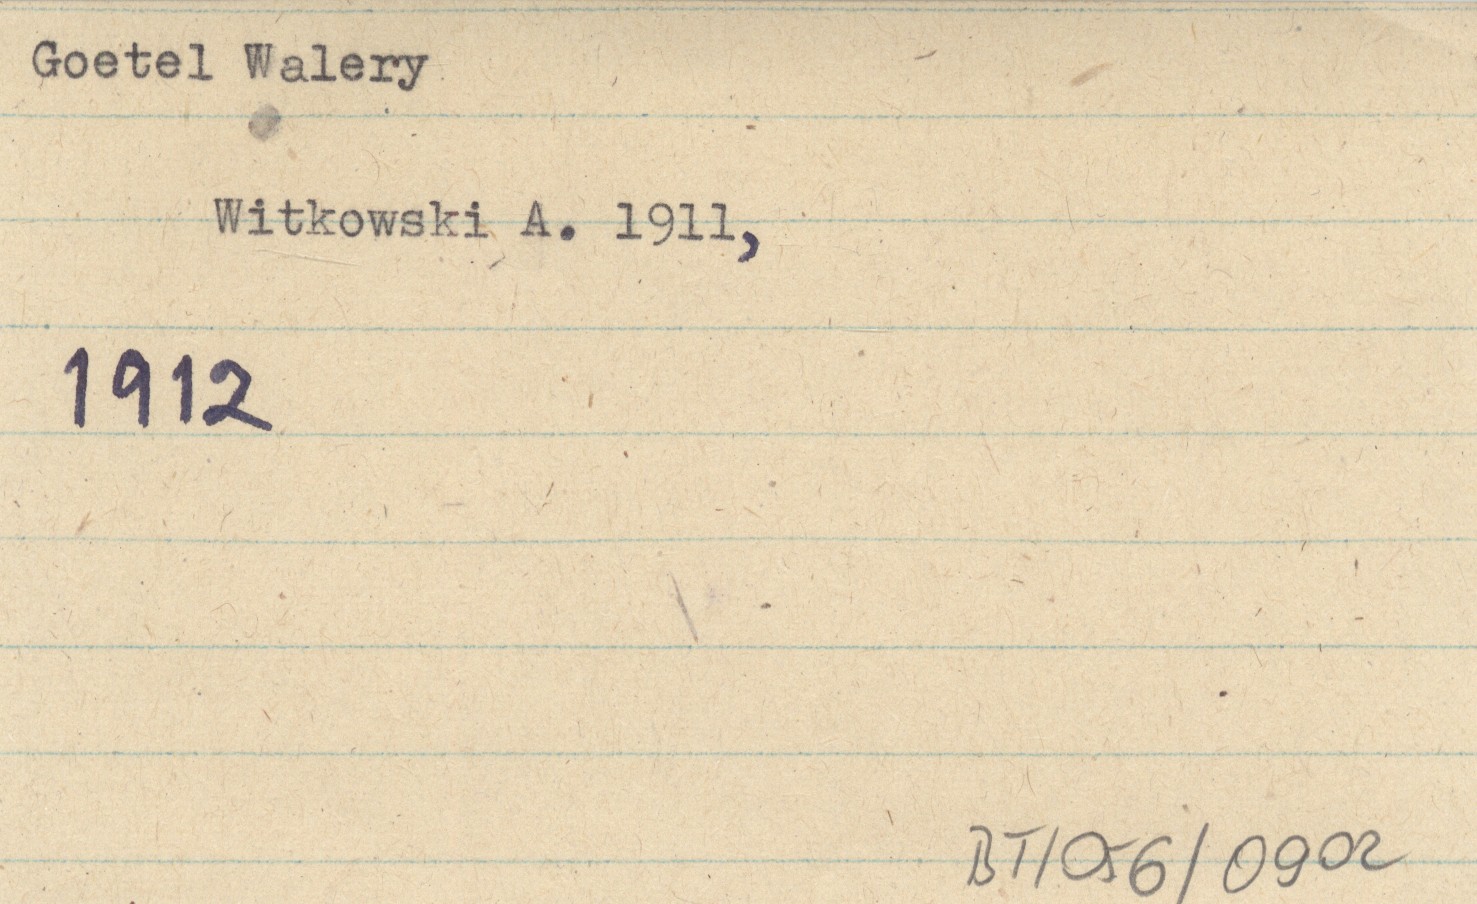 Goetel Walery
Witkowski A. 1911,
1912
BT/056/0902